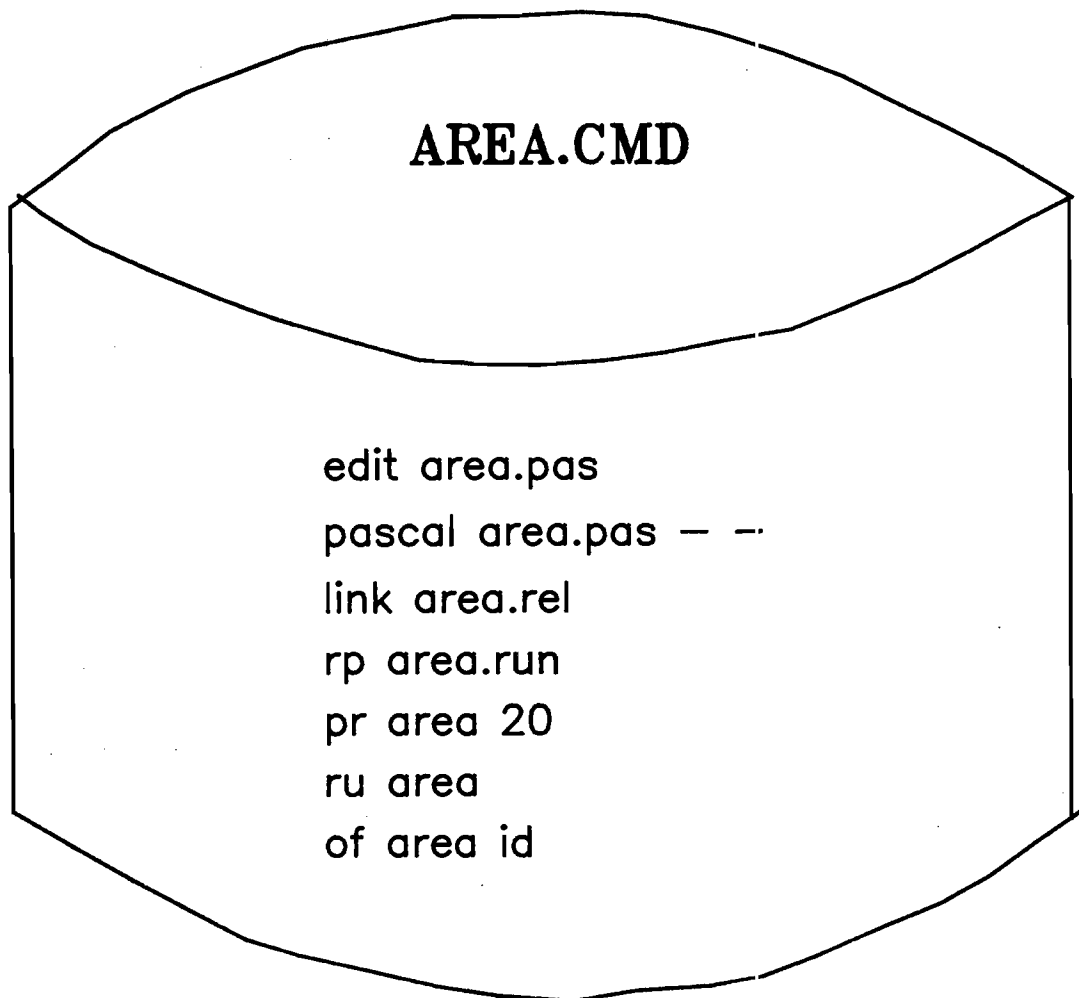 AREA.CMD
edit area.pas
pascal area.pas – –
link area.rel
rp area.run
pr area 20
ru area
of area id